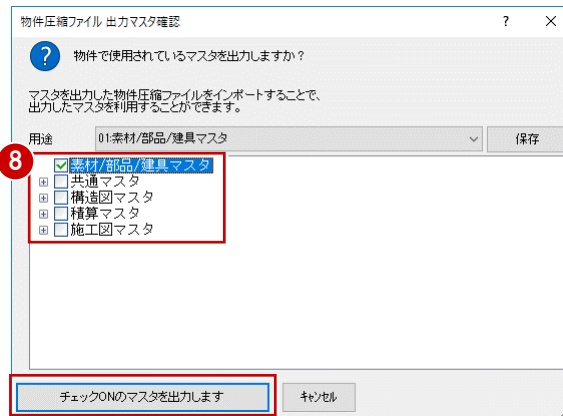 物件圧縮ファイル 出力マスタ確認
? ×
? 物件で使用されているマスタを出力しますか?
マスタを出力した物件圧縮ファイルをインポートすることで、
出力したマスタを利用することができます。
用途 01:素材/部品/建具マスタ 保存
8
素材/部品/建具マスタ
共通マスタ
構造図マスタ
積算マスタ
施工図マスタ
チェックONのマスタを出力します キャンセル